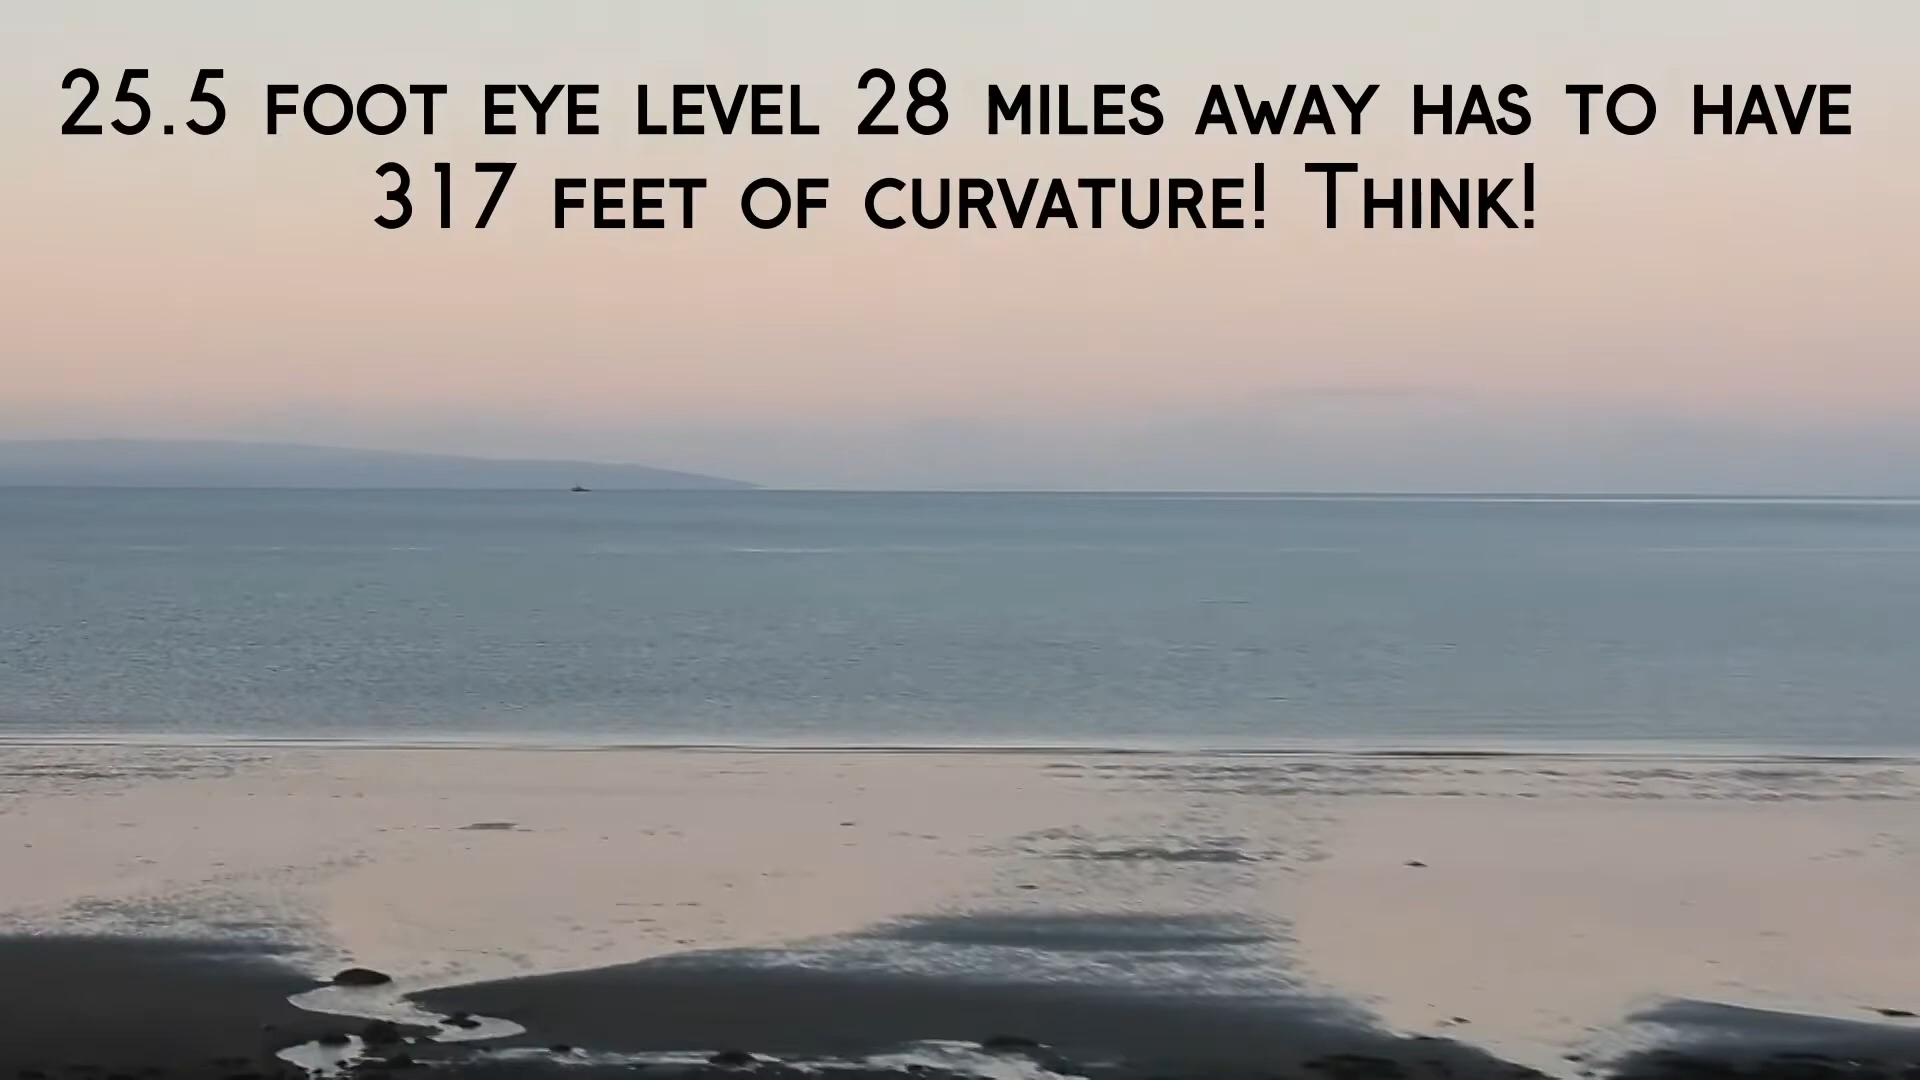 25.5 foot eye level 28 miles away has to have
317 feet of curvature! Think!